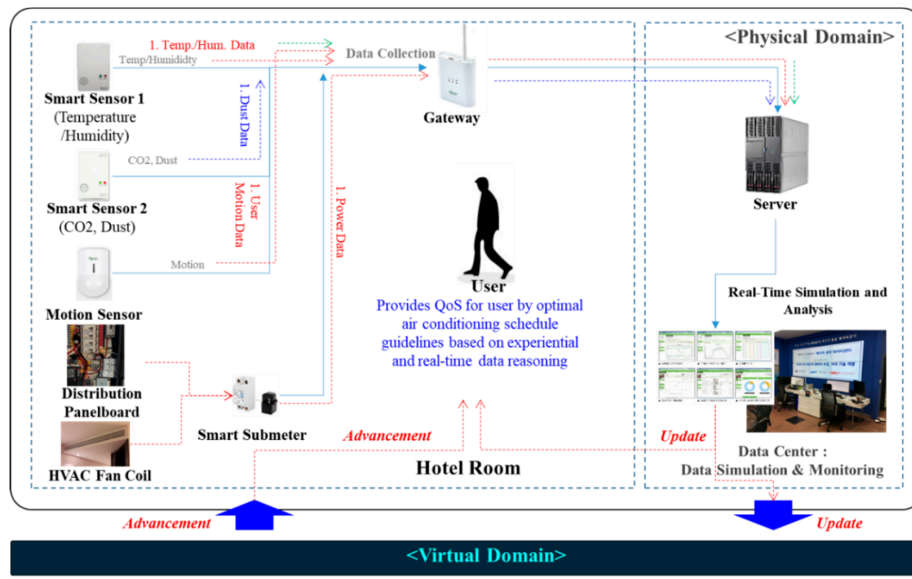 <Physical Domain>
1. Temp./Hum. Data
Temp/Humididty
Data Collection
Smart Sensor 1
(Temperature
/Humidity)
1. Dust Data
Gateway
CO2, Dust
Smart Sensor 2
(CO2, Dust)
1. User
Motion Data
1. Power Data
Server
Motion
Motion Sensor
User
Provides QoS for user by optimal
air conditioning schedule
guidelines based on experiential
and real-time data reasoning
Real-Time Simulation and
Analysis
Distribution
Panelboard
Smart Submeter
HVAC Fan Coil
Advancement
Hotel Room
Update
Data Center :
Data Simulation & Monitoring
Advancement
Update
<Virtual Domain>